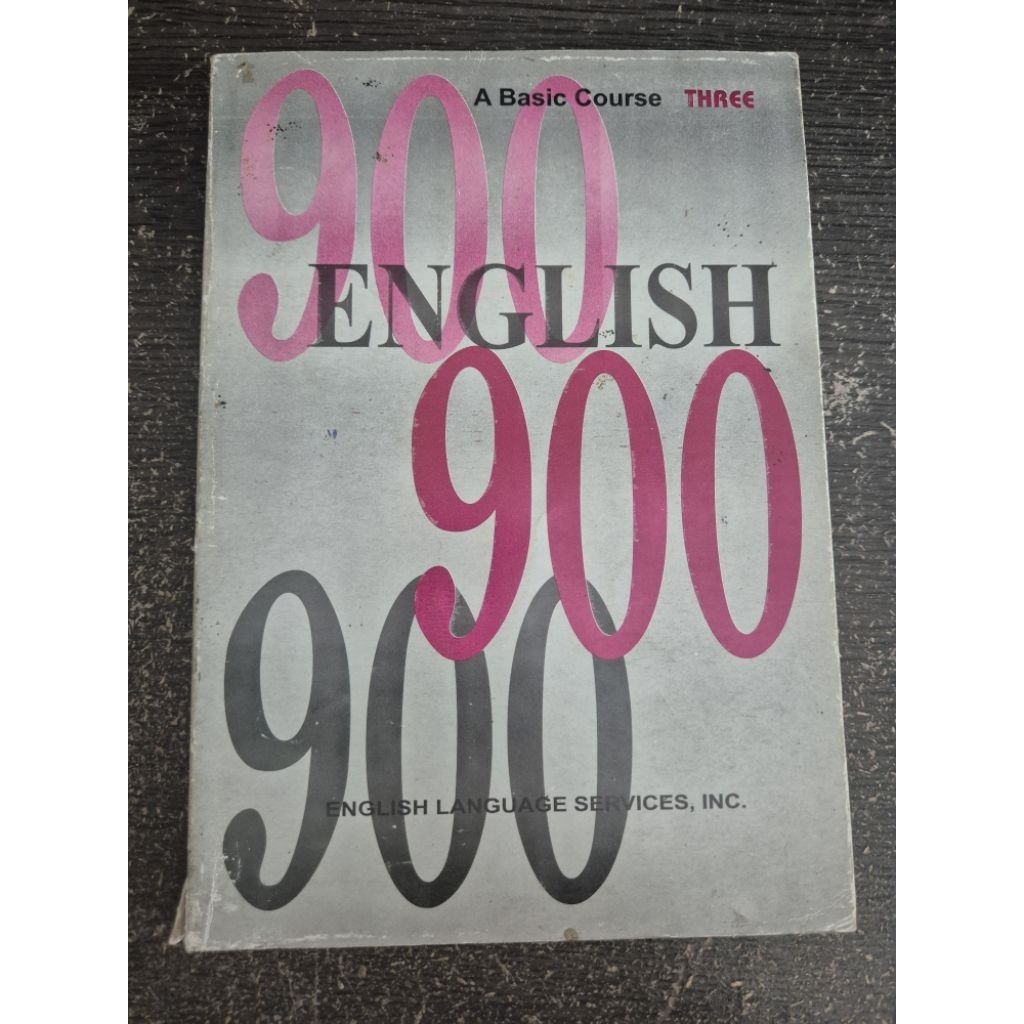 A Basic Course THREE
900
ENGLISH
900
900
ENGLISH LANGUAGE SERVICES, INC.